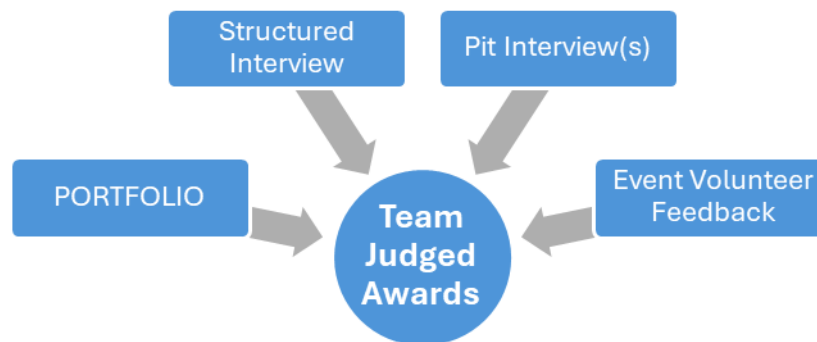 Structured
Interview
Pit Interview(s)
PORTFOLIO
Event Volunteer
Feedback
Team
Judged
Awards